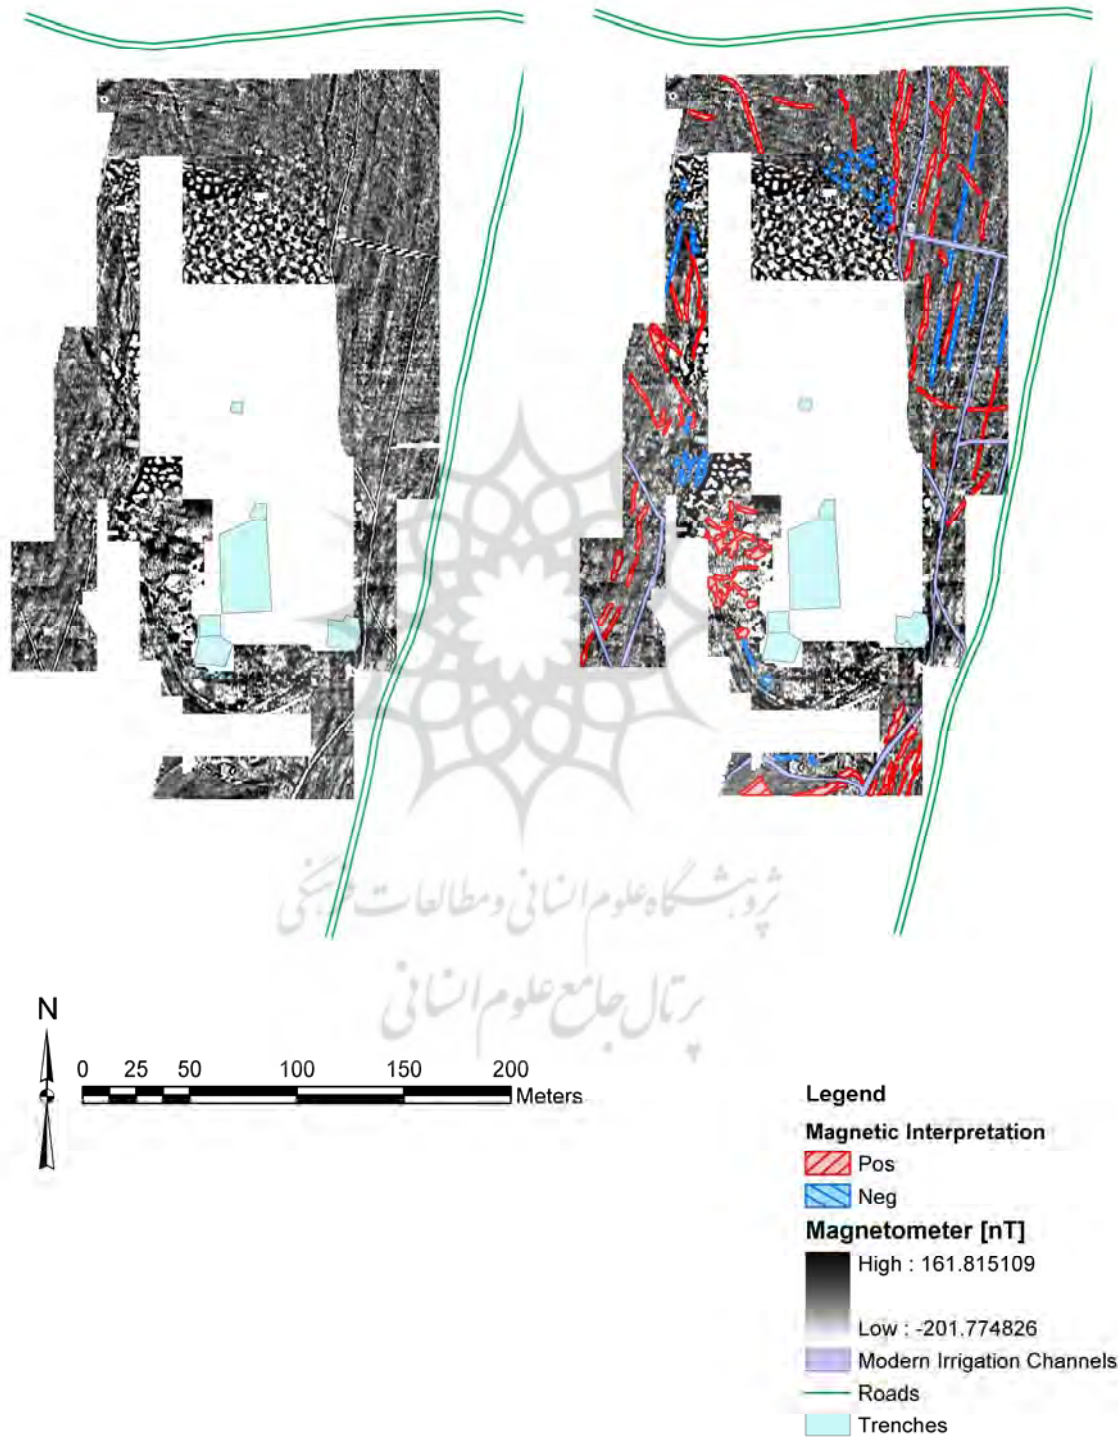 پژوهشگاه علوم انسانی و مطالعات فرهنگی
پرتال جامع علوم انسانی
N
0 25 50 100 150 200
Meters
Legend
Magnetic Interpretation
Pos
Neg
Magnetometer [nT]
High : 161.815109
Low : -201.774826
Modern Irrigation Channels
Roads
Trenches